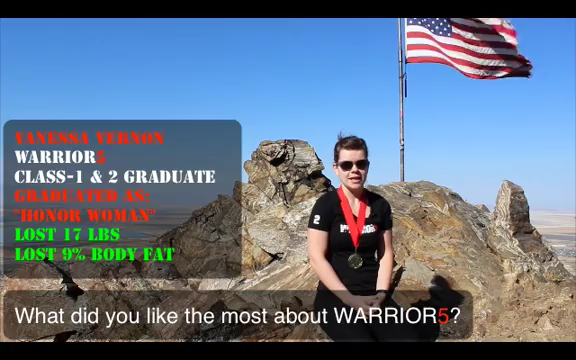 VANESSA VERNON
WARRIOR5
CLASS-1 & 2 GRADUATE
GRADUATED AS:
"HONOR WOMAN"
LOST 17 LBS
LOST 9% BODY FAT
2
What did you like the most about WARRIOR5?